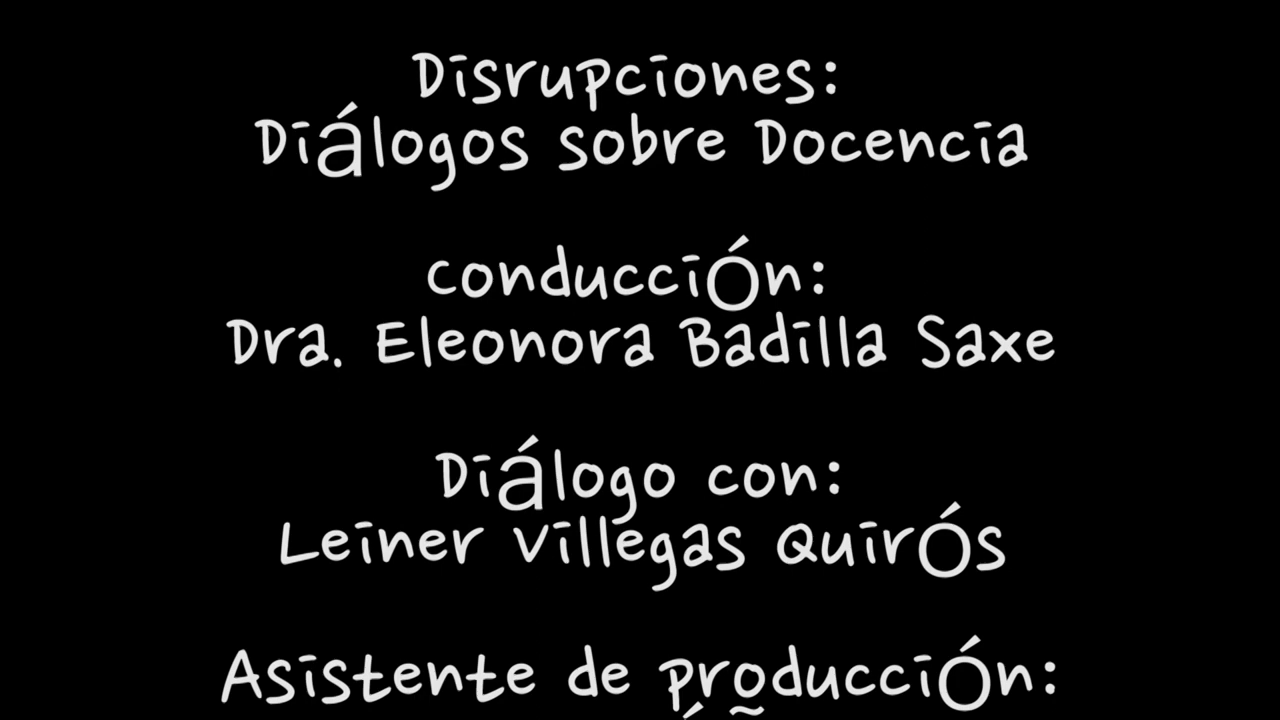 Disrupciones:
Diálogos sobre Docencia
Conducción:
Dra. Eleonora Badilla Saxe
Diálogo con:
Leiner Villegas Quirós
Asistente de producción: